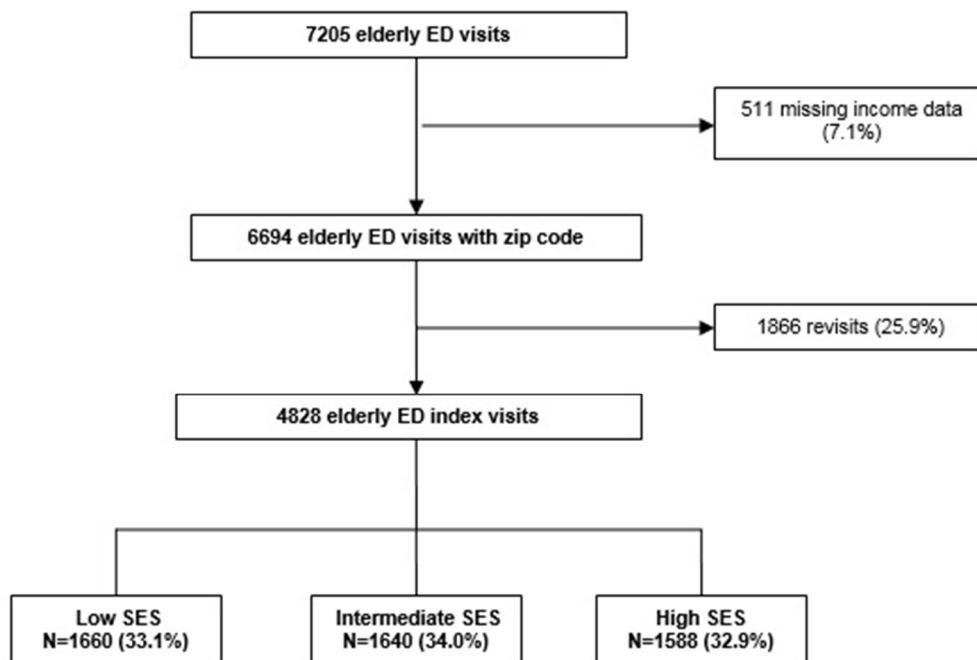 7205 elderly ED visits
511 missing income data
(7.1%)
6694 elderly ED visits with zip code
1866 revisits (25.9%)
4828 elderly ED index visits
Low SES
N=1660 (33.1%)
Intermediate SES
N=1640 (34.0%)
High SES
N=1588 (32.9%)